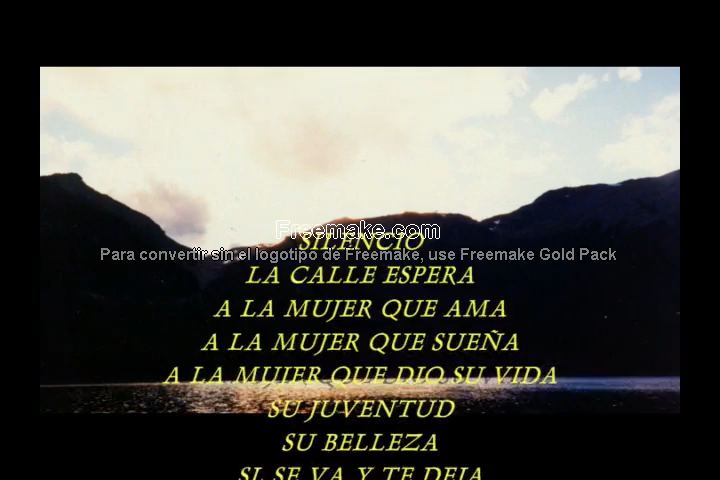 Freemake.com
SILENCIO
Para convertir sin el logotipo de Freemake, use Freemake Gold Pack
LA CALLE ESPERA
A LA MUJER QUE AMA
A LA MUJER QUE SUEÑA
A LA MUJER QUE DIO SU VIDA
SU JUVENTUD
SU BELLEZA
SI SE VA Y TE DEJA